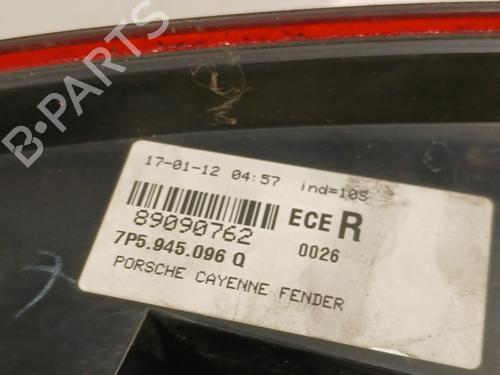 B-PARTS
17-01-12 04:57 ind=10S
89090762
ECE R
7P5.945.096 Q
0026
PORSCHE CAYENNE FENDER